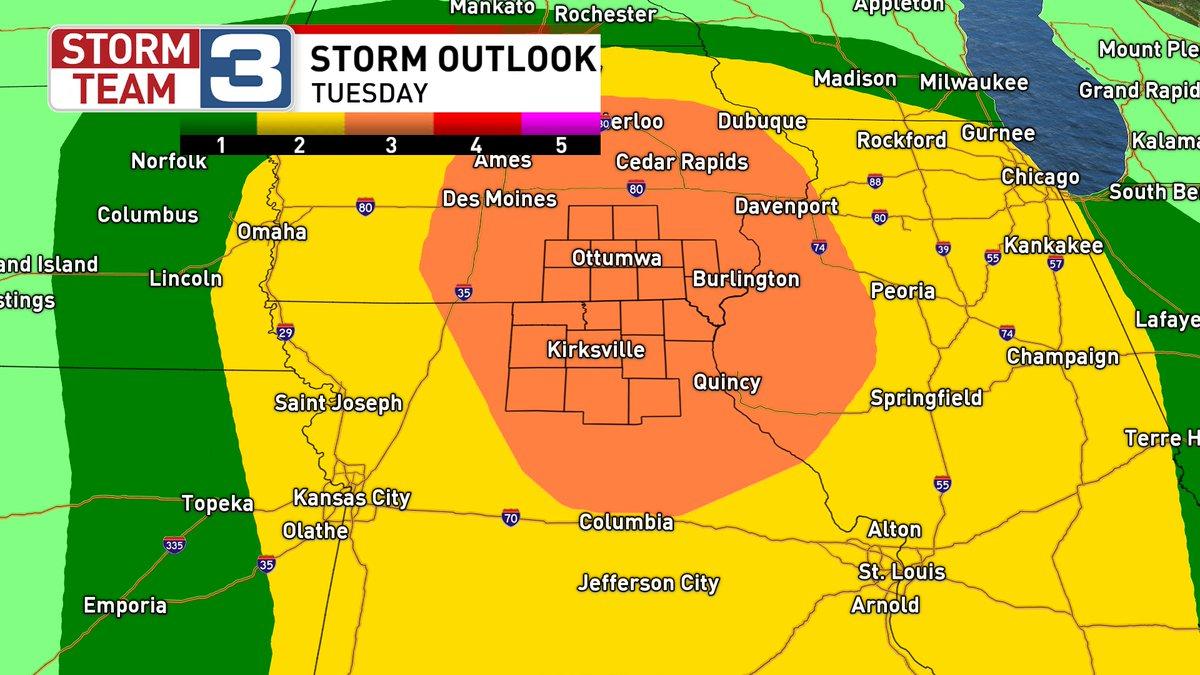 Mankato
Rochester
Appleton
STORM
TEAM
3
STORM OUTLOOK
TUESDAY
1 2 3 4 5
Mount Ple
Madison
Milwaukee
Grand Rapid
erloo
Dubuque
Rockford
Gurnee
Kalama
Norfolk
Ames
Cedar Rapids
Chicago
88
80
South Be
Columbus
Des Moines
Davenport
80
80
Omaha
and Island
Lincoln
Ottumwa
Burlington
74
39
55
Kankakee
57
stings
35
Peoria
Lafaye
29
74
Kirksville
Champaign
Saint Joseph
Quincy
Springfield
Terre H
Topeka
Kansas City
55
Olathe
70
Columbia
Alton
335
35
St. Louis
Jefferson City
Emporia
Arnold